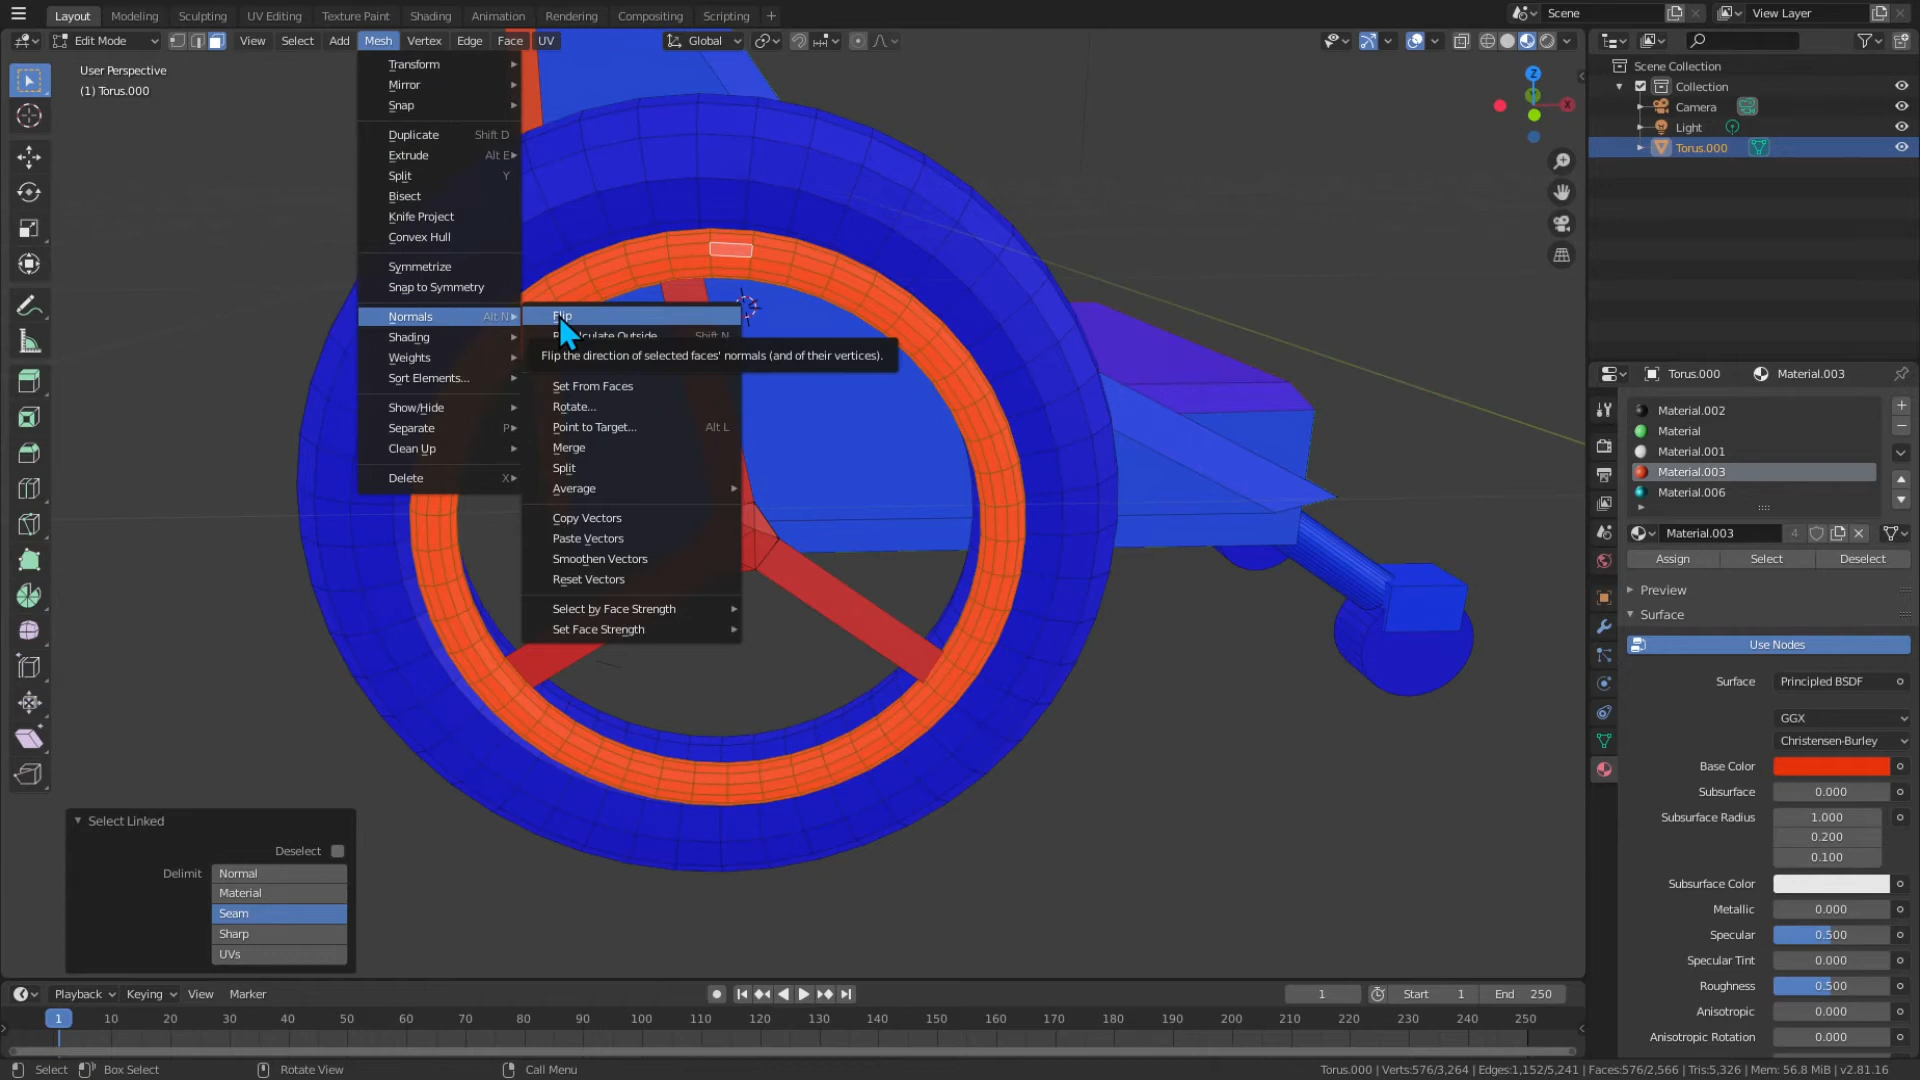 Layout Modeling Sculpting UV Editing Texture Paint Shading Animation Rendering Compositing Scripting +
Scene
View Layer
Edit Mode
View Select Add Mesh Vertex Edge Face UV
Global
User Perspective
(1) Torus.000
Transform
Mirror
Snap
Duplicate Shift D
Extrude Alt E
Split Y
Bisect
Knife Project
Convex Hull
Symmetrize
Snap to Symmetry
Normals Alt N
Shading
Weights
Sort Elements...
Show/Hide
Separate P
Clean Up
Delete X
Flip
Shift N
Flip the direction of selected faces' normals (and of their vertices).
Set From Faces
Rotate...
Point to Target... Alt L
Merge
Split
Average
Copy Vectors
Paste Vectors
Smoothen Vectors
Reset Vectors
Select by Face Strength
Set Face Strength
Z
Y
X
Scene Collection
Collection
Camera
Light
Torus.000
Torus.000 Material.003
Material.002
Material
Material.001
Material.003
Material.006
Material.003 4
Assign Select Deselect
Preview
Surface
Use Nodes
Surface Principled BSDF
GGX
Christensen-Burley
Base Color
Subsurface 0.000
Subsurface Radius 1.000
0.200
0.100
Subsurface Color
Metallic 0.000
Specular 0.500
Specular Tint 0.000
Roughness 0.500
Anisotropic 0.000
Anisotropic Rotation 0.000
Select Linked
Deselect
Delimit Normal
Material
Seam
Sharp
UVs
Playback Keying View Marker
1 Start 1 End 250
1 10 20 30 40 50 60 70 80 90 100 110 120 130 140 150 160 170 180 190 200 210 220 230 240 250
Select Box Select Rotate View Call Menu
Torus.000 | Verts:576/3,264 | Edges:1,152/5,241 | Faces:576/2,566 | Tris:5,326 | Mem: 56.8 MiB | v2.81.16